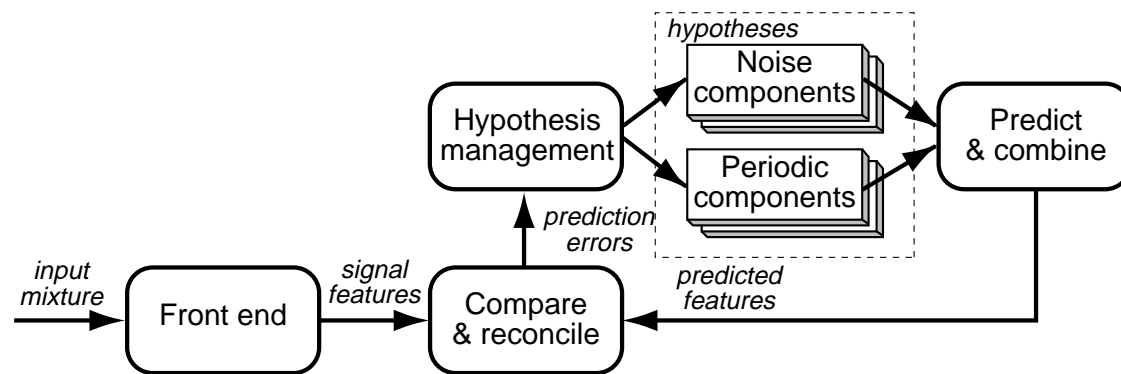 hypotheses
Noise
components
Hypothesis
management
Predict
& combine
Periodic
components
prediction
errors
input
mixture
signal
features
predicted
features
Front end
Compare
& reconcile